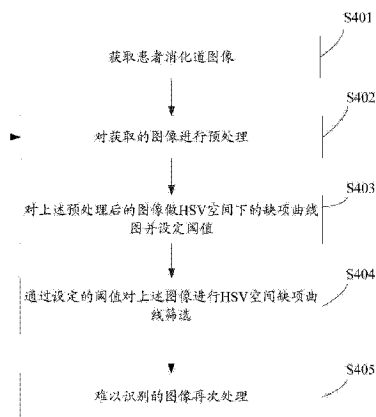 S401
获取患者消化道图像
S402
对获取的图像进行预处理
S403
对上述预处理后的图像做HSV空间下的缺项曲线
图并设定阈值
S404
通过设定的阈值对上述图像进行HSV空间缺项曲
线筛选
S405
难以识别的图像再次处理